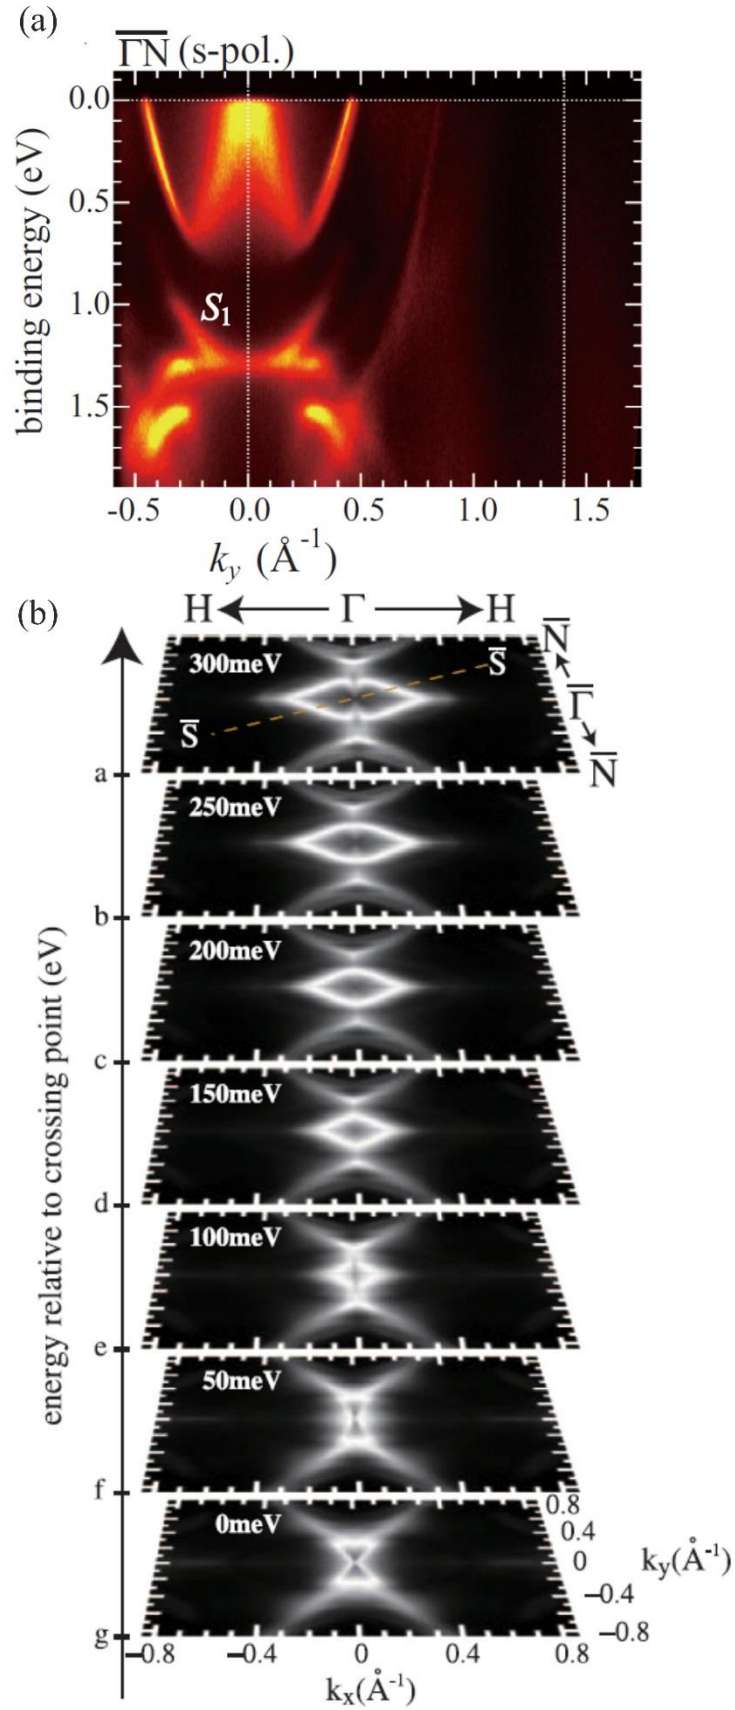 (a)
ΓN (s-pol.)
binding energy (eV)
0.0
0.5
1.0
1.5
S₁
-0.5 0.0 0.5 1.0 1.5
k_y (Å⁻¹)
(b)
H Γ H
energy relative to crossing point (eV)
300meV
S̅
S̅
N̅
Γ̅
N̅
a
250meV
b
200meV
c
150meV
d
100meV
e
50meV
f
0meV
g
0.8
0.4
0
−0.4
−0.8
k_y(Å⁻¹)
−0.8 −0.4 0 0.4 0.8
k_x(Å⁻¹)